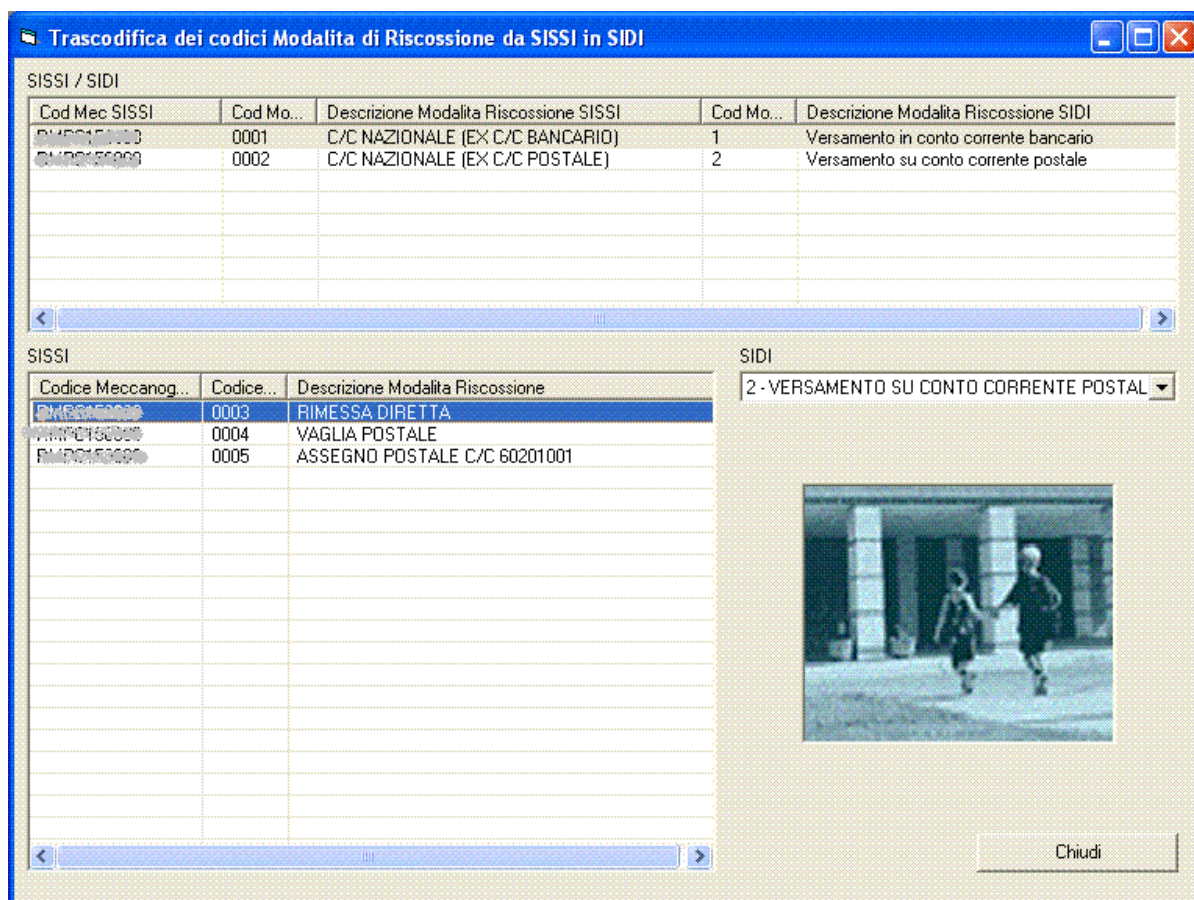 Trascodifica dei codici Modalita di Riscossione da SISSI in SIDI
SISSI / SIDI
Cod Mec SISSI Cod Mo... Descrizione Modalita Riscossione SISSI Cod Mo... Descrizione Modalita Riscossione SIDI
0001 C/C NAZIONALE (EX C/C BANCARIO) 1 Versamento in conto corrente bancario
0002 C/C NAZIONALE (EX C/C POSTALE) 2 Versamento su conto corrente postale
SISSI
SIDI
Codice Meccanog... Codice... Descrizione Modalita Riscossione
2 - VERSAMENTO SU CONTO CORRENTE POSTAL
0003 RIMESSA DIRETTA
0004 VAGLIA POSTALE
0005 ASSEGNO POSTALE C/C 60201001
Chiudi